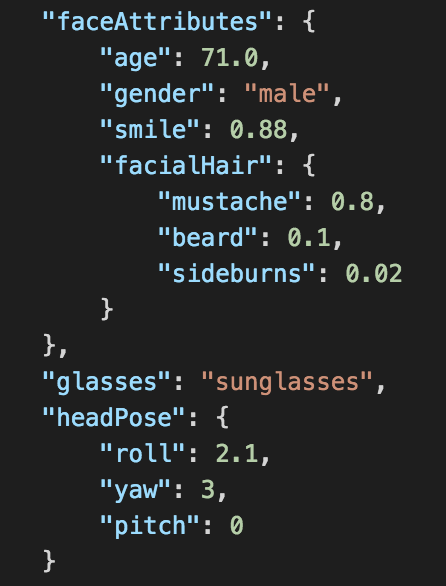 "faceAttributes": {
"age": 71.0,
"gender": "male",
"smile": 0.88,
"facialHair": {
"mustache": 0.8,
"beard": 0.1,
"sideburns": 0.02
}
},
"glasses": "sunglasses",
"headPose": {
"roll": 2.1,
"yaw": 3,
"pitch": 0
}